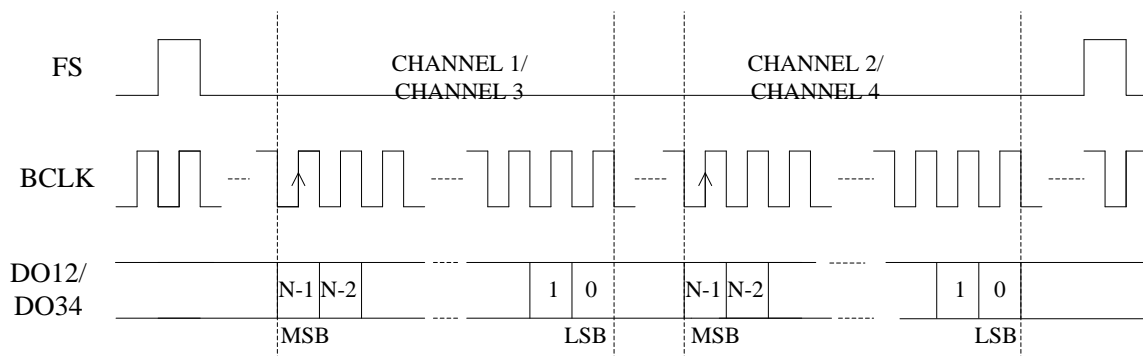 FS
CHANNEL 1/
CHANNEL 3
CHANNEL 2/
CHANNEL 4
BCLK
DO12/
DO34
N-1 N-2 1 0 N-1 N-2 1 0
MSB LSB MSB LSB